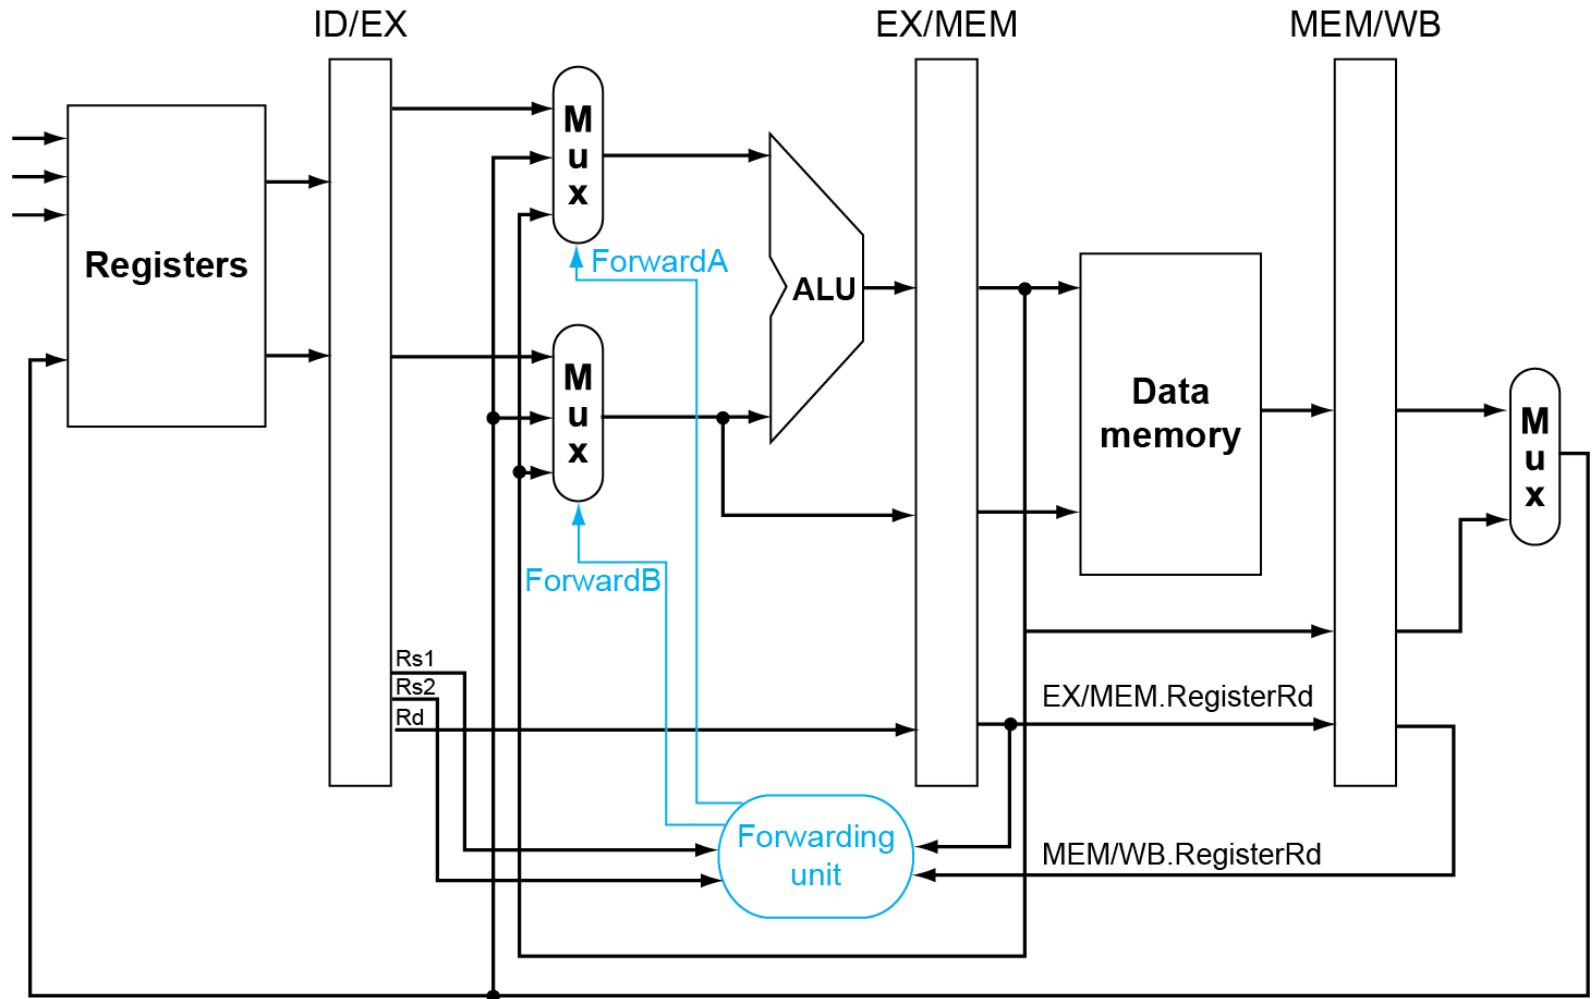 ID/EX
EX/MEM
MEM/WB
Registers
M
u
x
ForwardA
ALU
M
u
x
ForwardB
Data
memory
M
u
x
Rs1
Rs2
Rd
EX/MEM.RegisterRd
Forwarding
unit
MEM/WB.RegisterRd